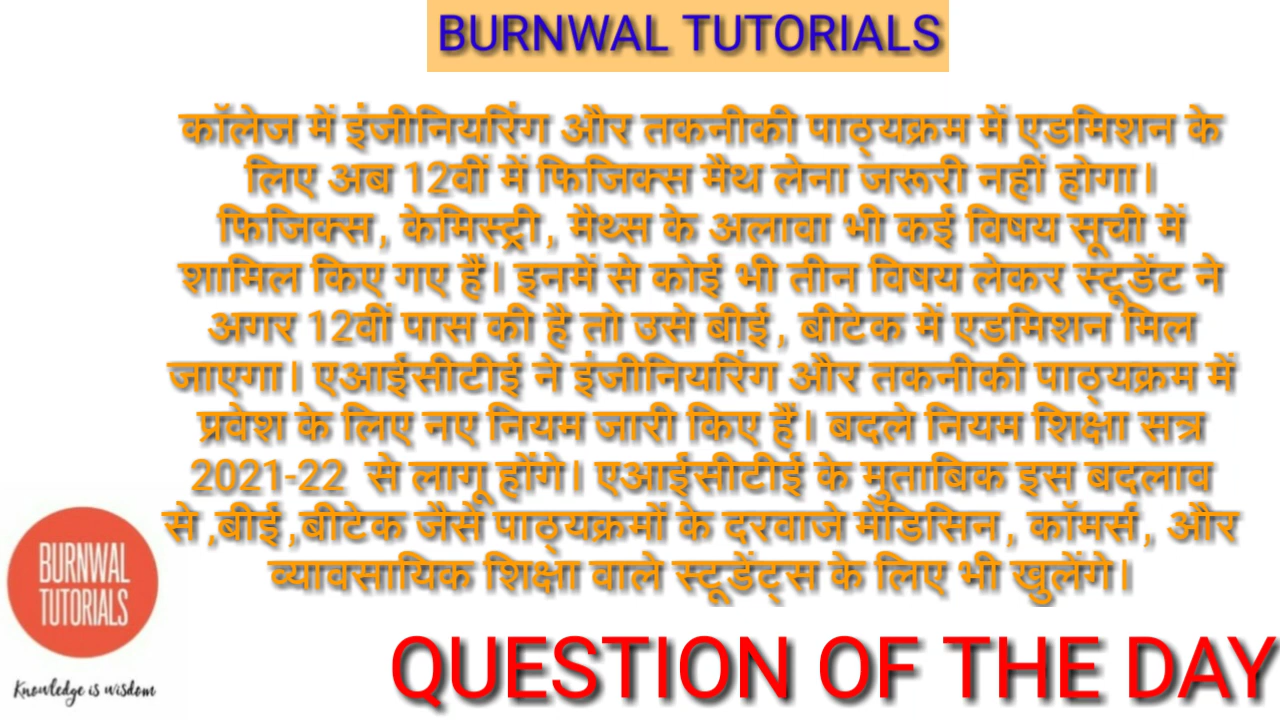 BURNWAL TUTORIALS
कॉलेज में इंजीनियरिंग और तकनीकी पाठ्यक्रम में एडमिशन के
लिए अब 12वीं में फिजिक्स मैथ लेना जरूरी नहीं होगा।
फिजिक्स, केमिस्ट्री, मैथ्स के अलावा भी कई विषय सूची में
शामिल किए गए हैं। इनमें से कोई भी तीन विषय लेकर स्टूडेंट ने
अगर 12वीं पास की है तो उसे बीई, बीटेक में एडमिशन मिल
जाएगा। एआईसीटीई ने इंजीनियरिंग और तकनीकी पाठ्यक्रम में
प्रवेश के लिए नए नियम जारी किए हैं। बदले नियम शिक्षा सत्र
2021-22 से लागू होंगे। एआईसीटीई के मुताबिक इस बदलाव
से ,बीई ,बीटेक जैसे पाठ्यक्रमों के दरवाजे मेडिसिन, कॉमर्स, और
व्यावसायिक शिक्षा वाले स्टूडेंट्स के लिए भी खुलेंगे।
BURNWAL
TUTORIALS
Knowledge is wisdom
QUESTION OF THE DAY